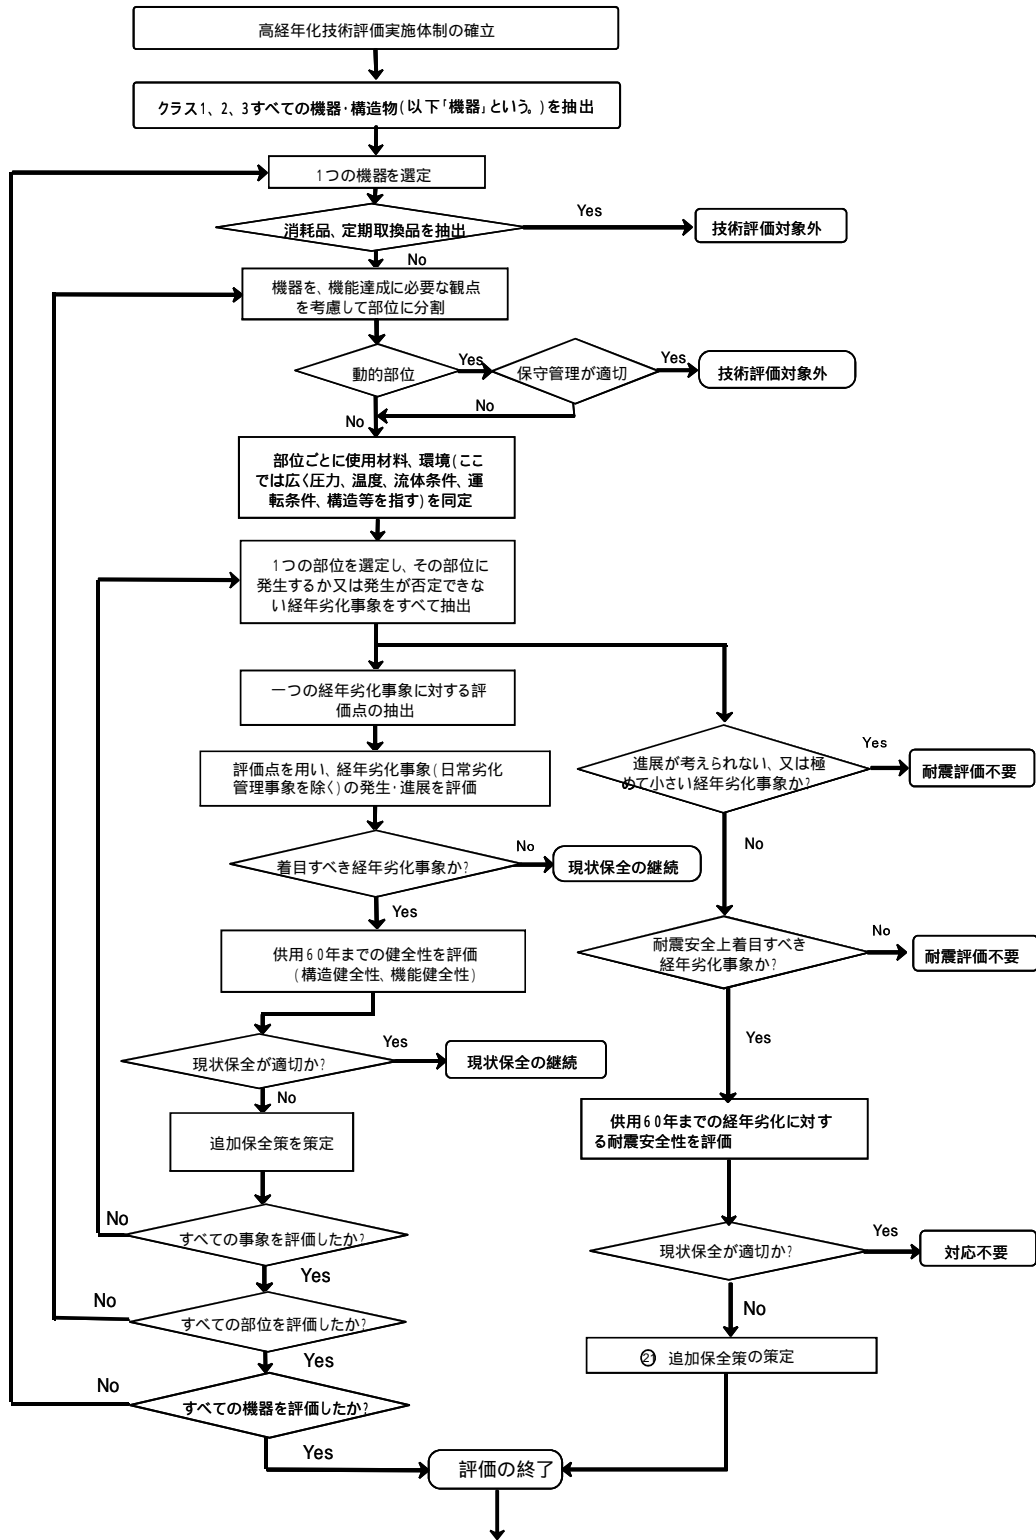 高経年化技術評価実施体制の確立
クラス1、2、3すべての機器・構造物(以下「機器」という。)を抽出
1つの機器を選定
消耗品、定期取換品を抽出
Yes
技術評価対象外
No
機器を、機能達成に必要な観点
を考慮して部位に分割
動的部位
Yes
保守管理が適切
Yes
技術評価対象外
No
No
部位ごとに使用材料、環境(ここ
では広く圧力、温度、流体条件、運
転条件、構造等を指す)を同定
1つの部位を選定し、その部位に
発生するか又は発生が否定できな
い経年劣化事象をすべて抽出
一つの経年劣化事象に対する評
価点の抽出
評価点を用い、経年劣化事象(日常劣化
管理事象を除く)の発生・進展を評価
着目すべき経年劣化事象か?
No
現状保全の継続
Yes
供用60年までの健全性を評価
(構造健全性、機能健全性)
現状保全が適切か?
Yes
現状保全の継続
No
追加保全策を策定
すべての事象を評価したか?
No
Yes
すべての部位を評価したか?
No
Yes
すべての機器を評価したか?
No
Yes
進展が考えられない、又は極
めて小さい経年劣化事象か?
Yes
耐震評価不要
No
耐震安全上着目すべき
経年劣化事象か?
No
耐震評価不要
Yes
供用60年までの経年劣化に対す
る耐震安全性を評価
現状保全が適切か?
Yes
対応不要
No
㉑ 追加保全策の策定
評価の終了